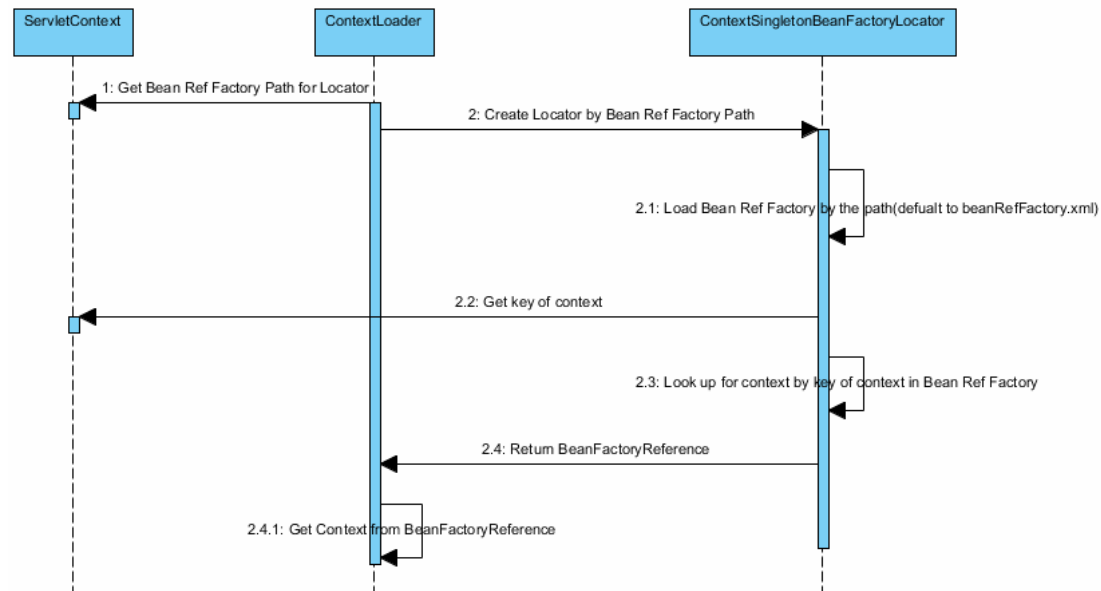 ServletContext
ContextLoader
ContextSingletonBeanFactoryLocator
1: Get Bean Ref Factory Path for Locator
2: Create Locator by Bean Ref Factory Path
2.1: Load Bean Ref Factory by the path(defualt to beanRefFactory.xml)
2.2: Get key of context
2.3: Look up for context by key of context in Bean Ref Factory
2.4: Return BeanFactoryReference
2.4.1: Get Context from BeanFactoryReference